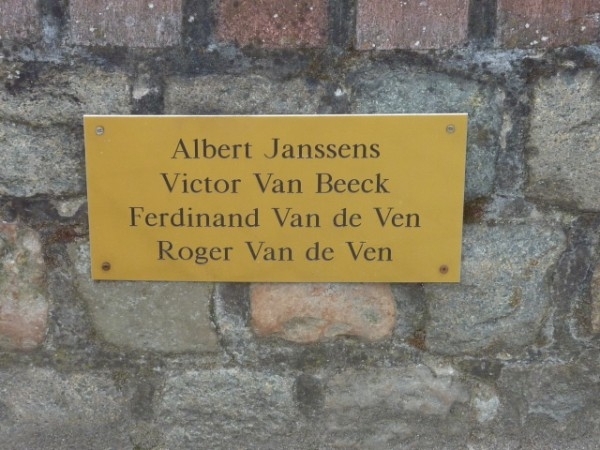 Albert Janssens
Victor Van Beeck
Ferdinand Van de Ven
Roger Van de Ven